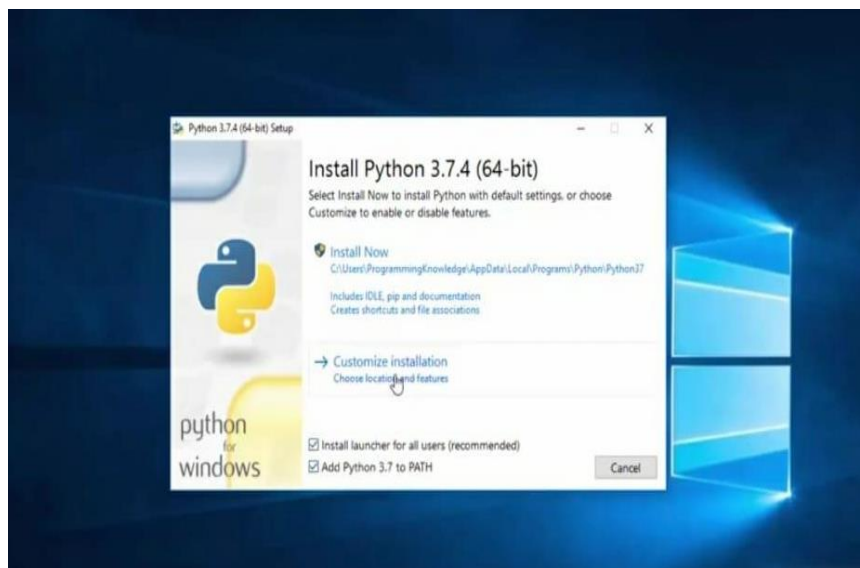 Python 3.7.4 (64-bit) Setup
Install Python 3.7.4 (64-bit)
Select Install Now to install Python with default settings, or choose
Customize to enable or disable features.
Install Now
C:\Users\ProgrammingKnowledge\AppData\Local\Programs\Python\Python37
Includes IDLE, pip and documentation
Creates shortcuts and file associations
Customize installation
Choose location and features
python
for
windows
Install launcher for all users (recommended)
Add Python 3.7 to PATH
Cancel